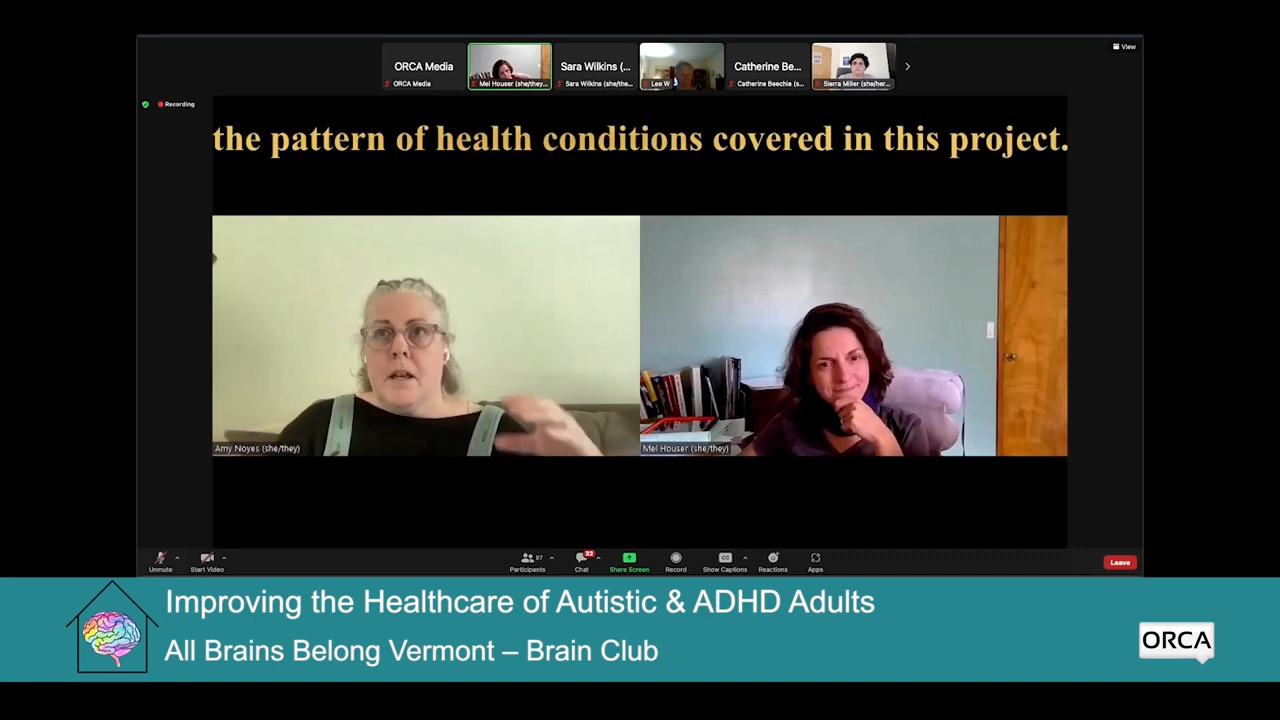 View
ORCA Media
Sara Wilkins (...
Catherine Be...
ORCA Media
Mel Houser (she/they...
Sara Wilkins (she/the...
Lee W
Catherine Beechie (s...
Sierra Miller (she/her...
Recording
the pattern of health conditions covered in this project.
Amy Noyes (she/they)
Mel Houser (she/they)
Unmute
Start Video
97
Participants
22
Chat
Share Screen
Record
CC
Show Captions
Reactions
Apps
Leave
Improving the Healthcare of Autistic & ADHD Adults
All Brains Belong Vermont – Brain Club
ORCA